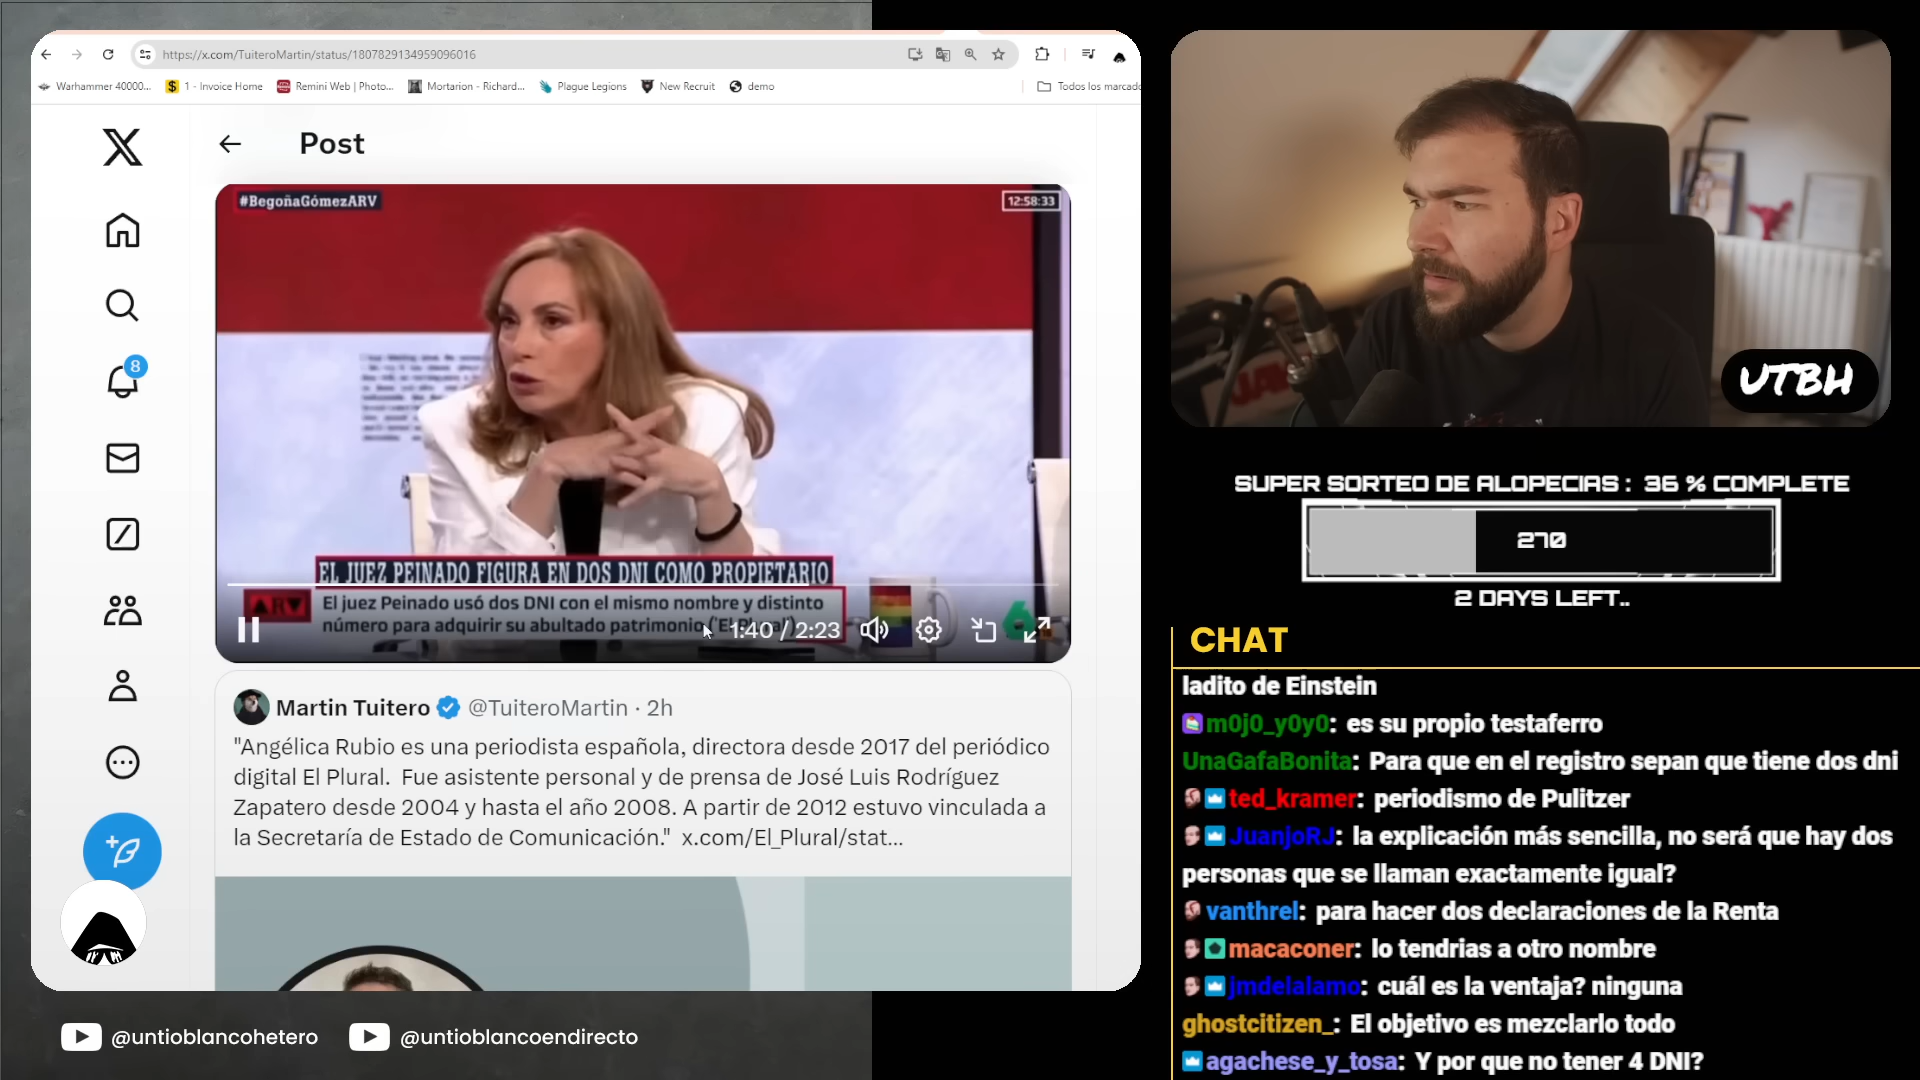 https://x.com/TuiteroMartin/status/1807829134959096016
Warhammer 40000...
1 - Invoice Home
Remini Web | Photo...
Mortarion - Richard...
Plague Legions
New Recruit
demo
Todos los marcado
Post
8
#BegoñaGómezARV
12:58:33
EL JUEZ PEINADO FIGURA EN DOS DNI COMO PROPIETARIO
ARV
El juez Peinado usó dos DNI con el mismo nombre y distinto
número para adquirir su abultado patrimonio ('El Plural')
6
1:40 / 2:23
Martin Tuitero @TuiteroMartin · 2h
"Angélica Rubio es una periodista española, directora desde 2017 del periódico
digital El Plural. Fue asistente personal y de prensa de José Luis Rodríguez
Zapatero desde 2004 y hasta el año 2008. A partir de 2012 estuvo vinculada a
la Secretaría de Estado de Comunicación." x.com/El_Plural/stat...
@untioblancohetero
@untioblancoendirecto
UTBH
SUPER SORTEO DE ALOPECIAS : 36 % COMPLETE
270
2 DAYS LEFT..
CHAT
ladito de Einstein
m0j0_y0y0: es su propio testaferro
UnaGafaBonita: Para que en el registro sepan que tiene dos dni
ted_kramer: periodismo de Pulitzer
JuanjoRJ: la explicación más sencilla, no será que hay dos
personas que se llaman exactamente igual?
vanthrel: para hacer dos declaraciones de la Renta
macaconer: lo tendrias a otro nombre
jmdelalamo: cuál es la ventaja? ninguna
ghostcitizen_: El objetivo es mezclarlo todo
agachese_y_tosa: Y por que no tener 4 DNI?